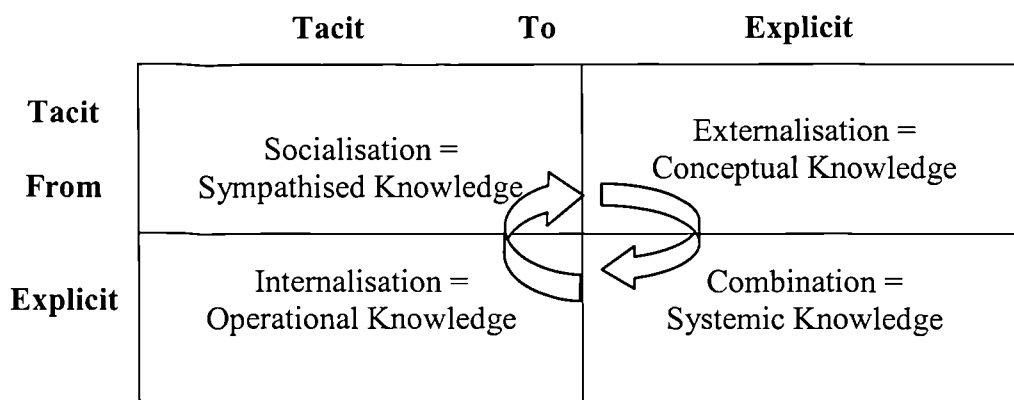 Tacit To Explicit
Tacit
From
Socialisation =
Sympathised Knowledge
Externalisation =
Conceptual Knowledge
Explicit
Internalisation =
Operational Knowledge
Combination =
Systemic Knowledge